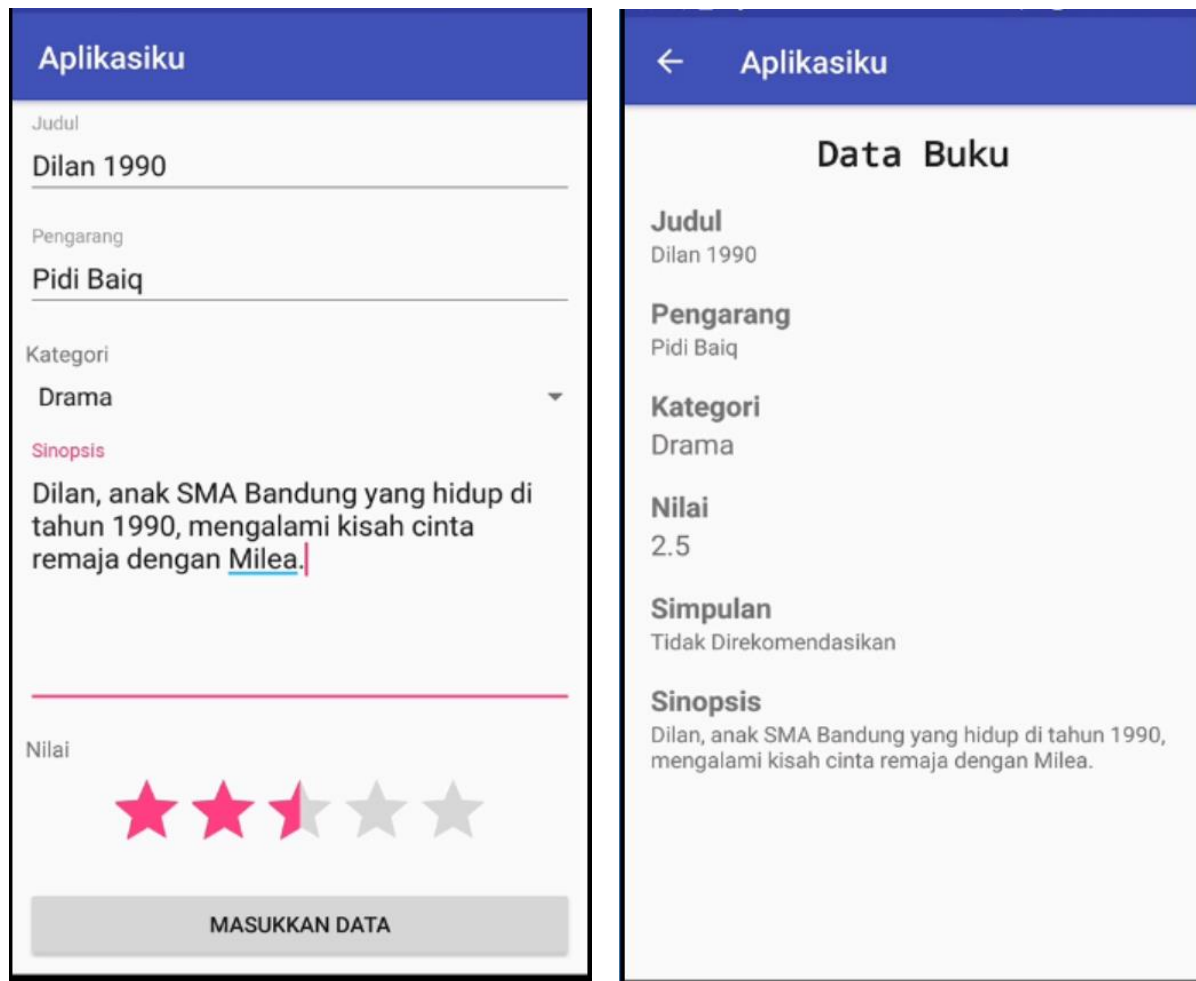 Aplikasiku
Judul
Dilan 1990
Pengarang
Pidi Baiq
Kategori
Drama
Sinopsis
Dilan, anak SMA Bandung yang hidup di
tahun 1990, mengalami kisah cinta
remaja dengan Milea.
Nilai
MASUKKAN DATA
Aplikasiku
Data Buku
Judul
Dilan 1990
Pengarang
Pidi Baiq
Kategori
Drama
Nilai
2.5
Simpulan
Tidak Direkomendasikan
Sinopsis
Dilan, anak SMA Bandung yang hidup di tahun 1990,
mengalami kisah cinta remaja dengan Milea.